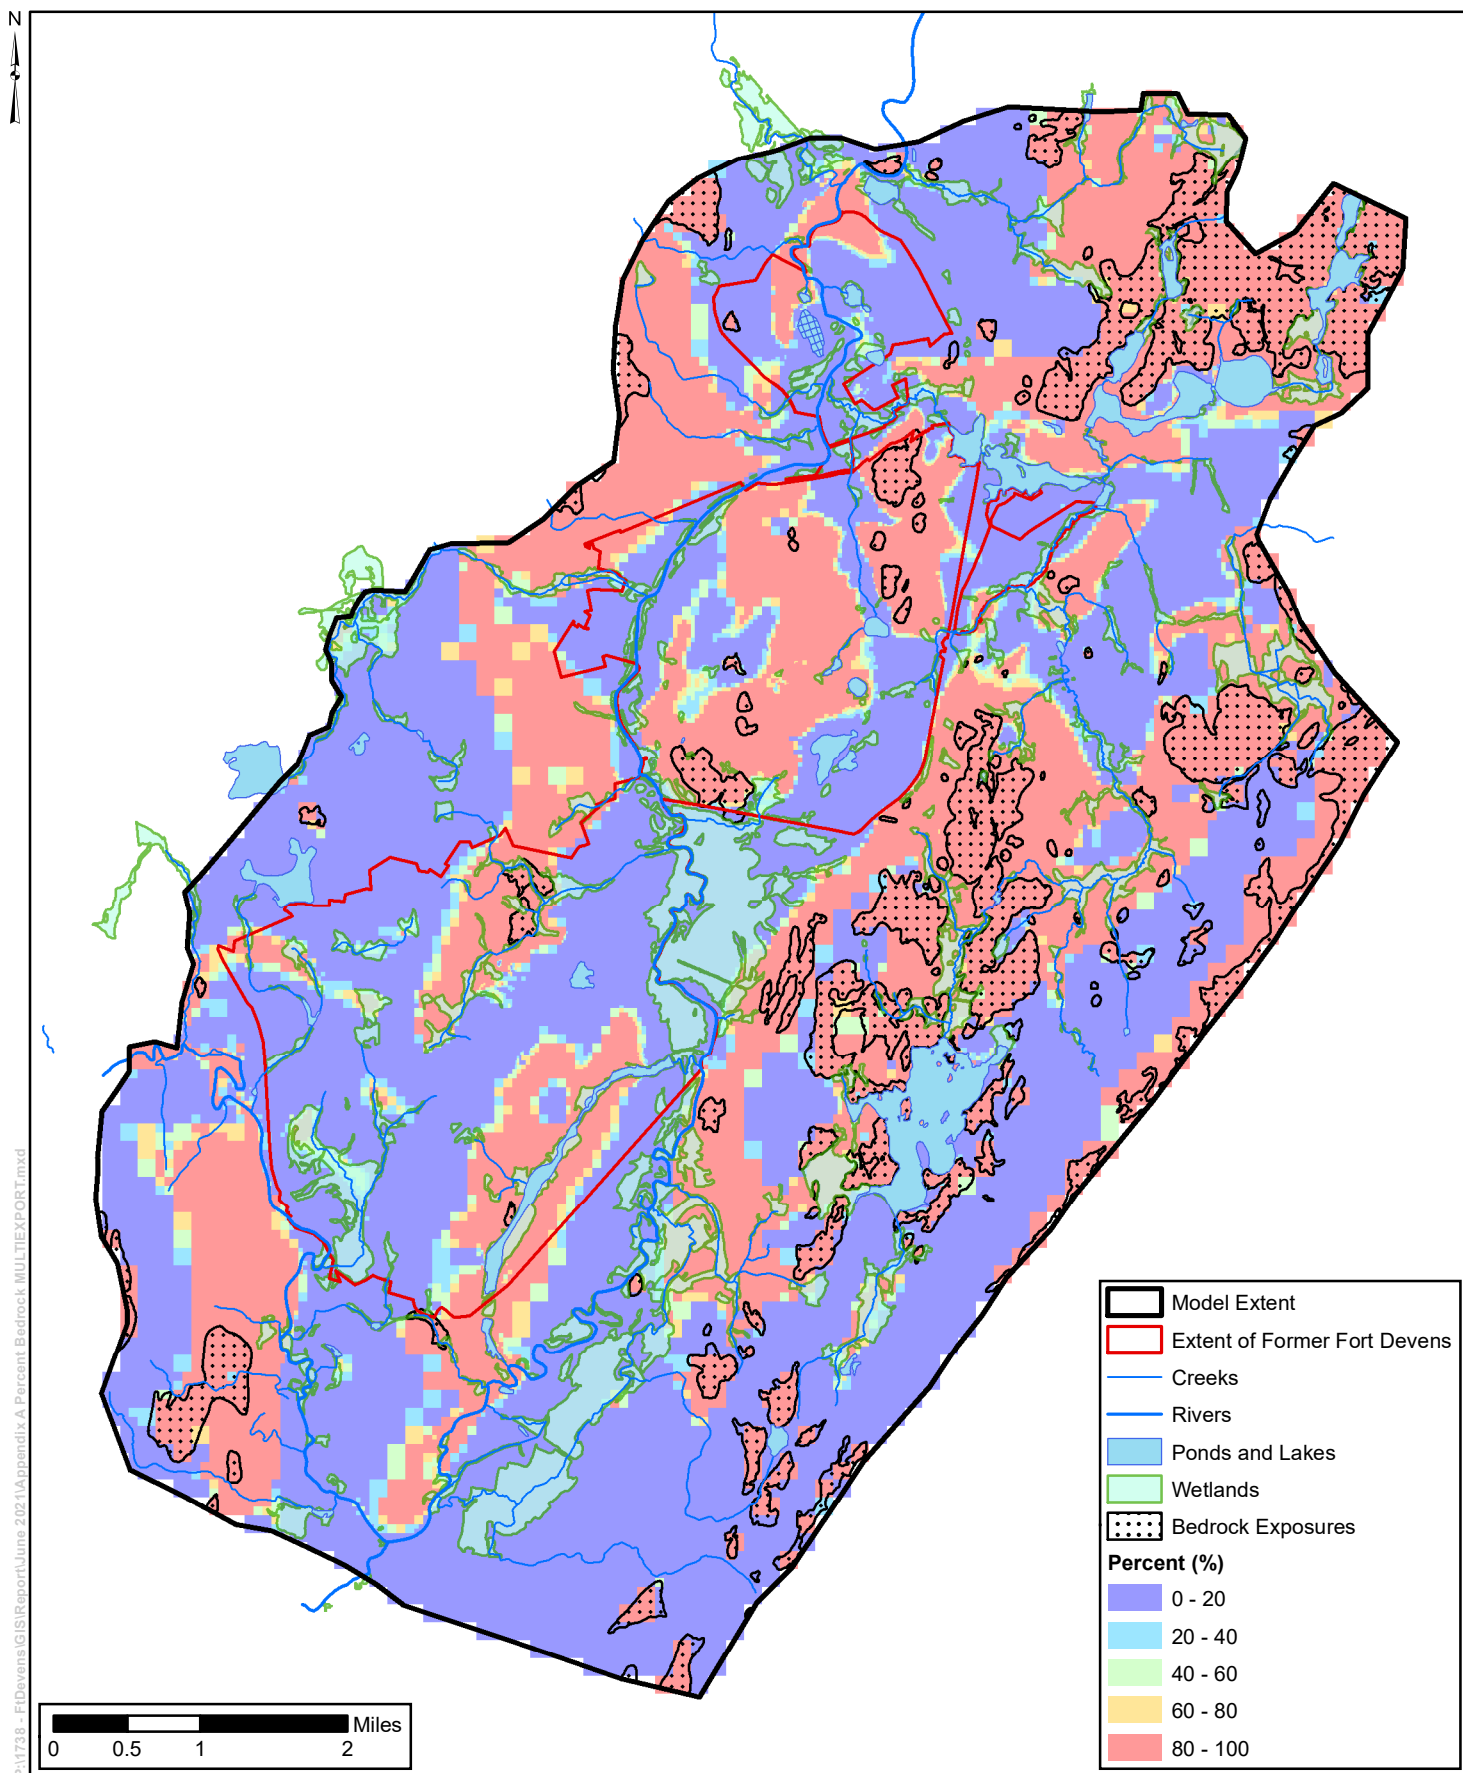 N
Model Extent
Extent of Former Fort Devens
Creeks
Rivers
Ponds and Lakes
Wetlands
Bedrock Exposures
Percent (%)
0 - 20
20 - 40
40 - 60
60 - 80
80 - 100
Miles
0 0.5 1 2
P:\1738 - FtDevens\GIS\Report\June 2021\Appendix A Percent Bedrock MULTIEXPORT.mxd